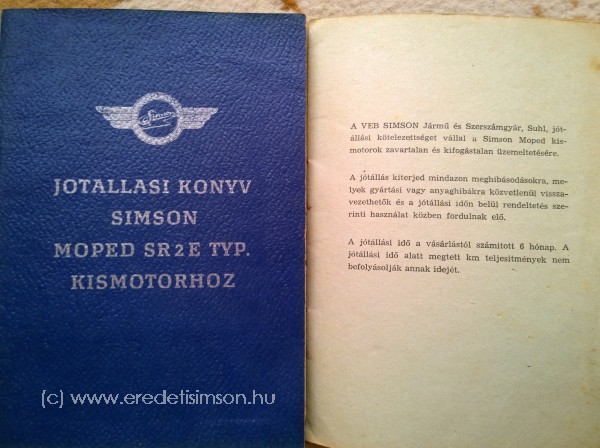 Simson
JOTALLASI KONYV
SIMSON
MOPED SR2E TYP.
KISMOTORHOZ
(c) www.eredetisimson.hu
A VEB SIMSON Jármű és Szerszámgyár, Suhl, jót-
állási kötelezettséget vállal a Simson Moped kis-
motorok zavartalan és kifogástalan üzemeltetésére.
A jótállás kiterjed mindazon meghibásodásokra, me-
lyek gyártási vagy anyaghibákra közvetlenül vissza-
vezethetők és a jótállási időn belül rendeltetés sze-
rinti használat közben fordulnak elő.
A jótállási idő a vásárlástól számított 6 hónap. A
jótállási idő alatt megtett km teljesítmények nem
befolyásolják annak idejét.